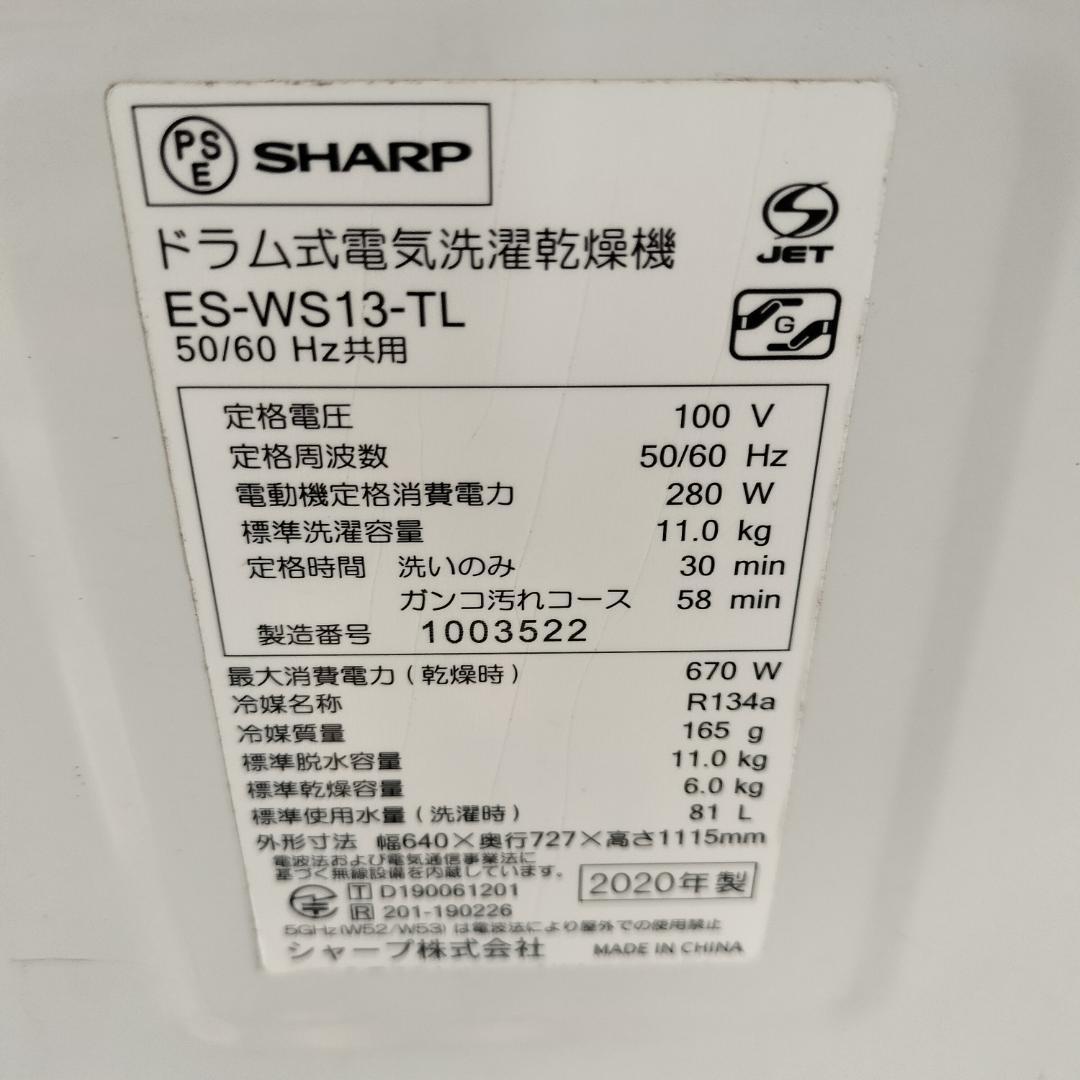 PSE SHARP
ドラム式電気洗濯乾燥機
JET
ES-WS13-TL
G
50/60 Hz共用
定格電圧 100 V
定格周波数 50/60 Hz
電動機定格消費電力 280 W
標準洗濯容量 11.0 kg
定格時間 洗いのみ 30 min
ガンコ汚れコース 58 min
製造番号 1003522
最大消費電力(乾燥時) 670 W
冷媒名称 R134a
冷媒質量 165 g
標準脱水容量 11.0 kg
標準乾燥容量 6.0 kg
標準使用水量(洗濯時) 81 L
外形寸法 幅640×奥行727×高さ1115mm
電波法および電気通信事業法に
基づく無線設備を内蔵しています。
2020年製
T D190061201
R 201-190226
5GHz(W52/W53)は電波法により屋外での使用禁止
シャープ株式会社 MADE IN CHINA